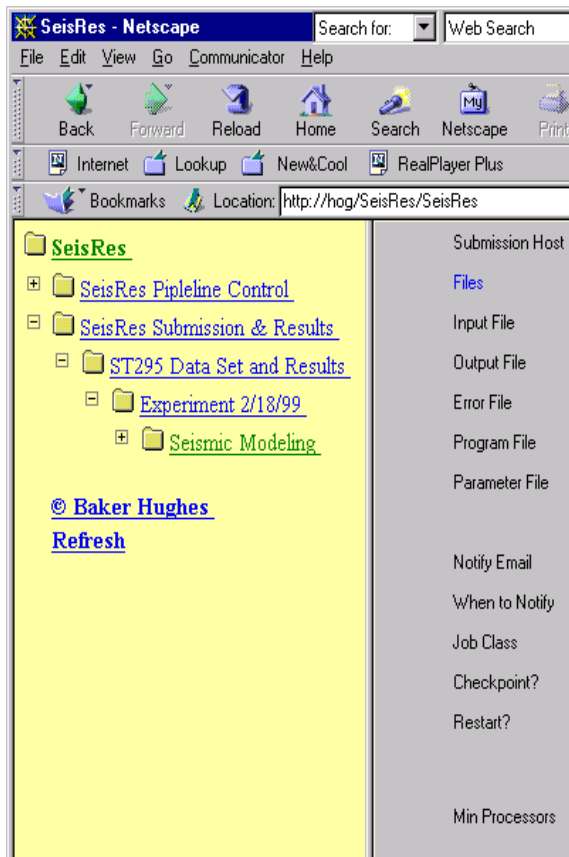 SeisRes - Netscape Search for: Web Search
File Edit View Go Communicator Help
Back Forward Reload Home Search Netscape Print
Internet Lookup New&Cool RealPlayer Plus
Bookmarks Location: http://hog/SeisRes/SeisRes
SeisRes
SeisRes Pipleline Control
SeisRes Submission & Results
ST295 Data Set and Results
Experiment 2/18/99
Seismic Modeling
© Baker Hughes
Refresh
Submission Host
Files
Input File
Output File
Error File
Program File
Parameter File
Notify Email
When to Notify
Job Class
Checkpoint?
Restart?
Min Processors